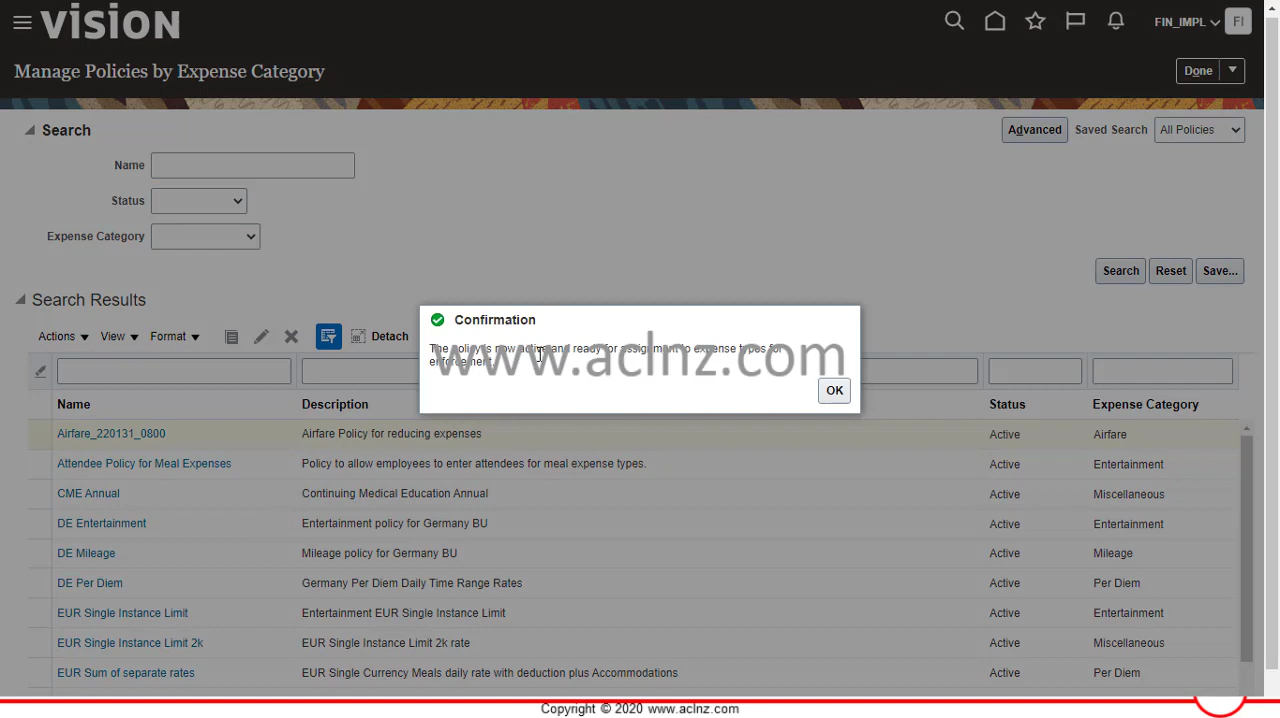 VISION
FIN_IMPL
FI
Manage Policies by Expense Category
Done
Search
Advanced
Saved Search
All Policies
Name
Status
Expense Category
Search
Reset
Save...
Search Results
Actions
View
Format
Detach
Confirmation
The policy is now active and ready for assignment to expense types for
enforcement.
www.aclnz.com
OK
Name Description Status Expense Category
Airfare_220131_0800 Airfare Policy for reducing expenses Active Airfare
Attendee Policy for Meal Expenses Policy to allow employees to enter attendees for meal expense types. Active Entertainment
CME Annual Continuing Medical Education Annual Active Miscellaneous
DE Entertainment Entertainment policy for Germany BU Active Entertainment
DE Mileage Mileage policy for Germany BU Active Mileage
DE Per Diem Germany Per Diem Daily Time Range Rates Active Per Diem
EUR Single Instance Limit Entertainment EUR Single Instance Limit Active Entertainment
EUR Single Instance Limit 2k EUR Single Instance Limit 2k rate Active Miscellaneous
EUR Sum of separate rates EUR Single Currency Meals daily rate with deduction plus Accommodations Active Per Diem
Copyright © 2020 www.aclnz.com